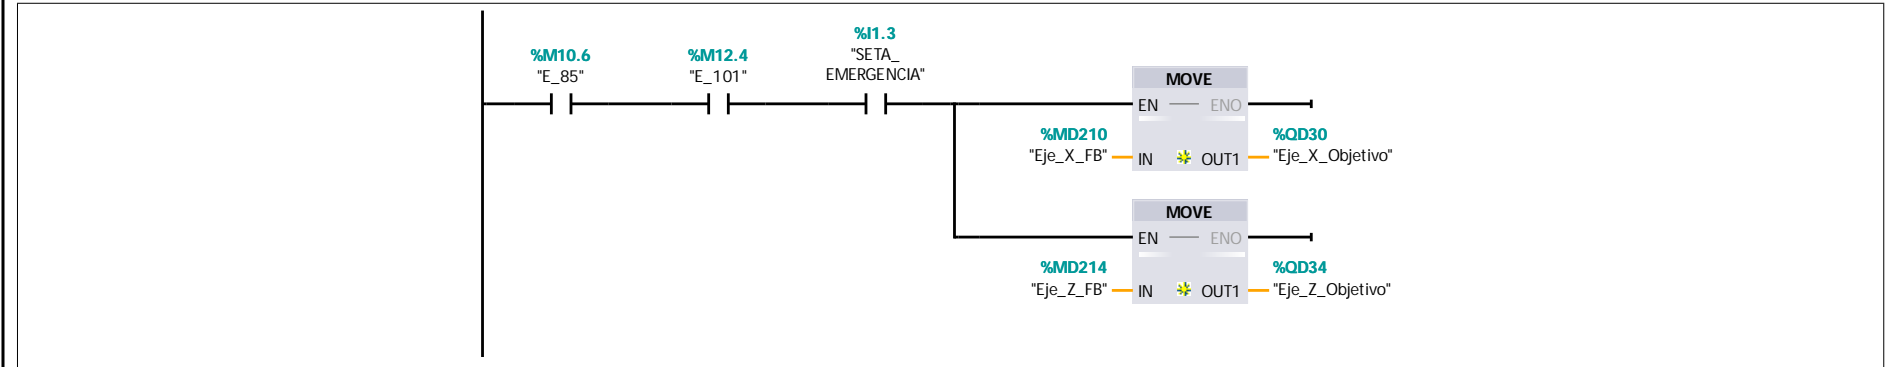 %I1.3
%M10.6 %M12.4 "SETA_
"E_85" "E_101" EMERGENCIA"
MOVE
EN ENO
%MD210 %QD30
"Eje_X_FB" IN OUT1 "Eje_X_Objetivo"
MOVE
EN ENO
%MD214 %QD34
"Eje_Z_FB" IN OUT1 "Eje_Z_Objetivo"